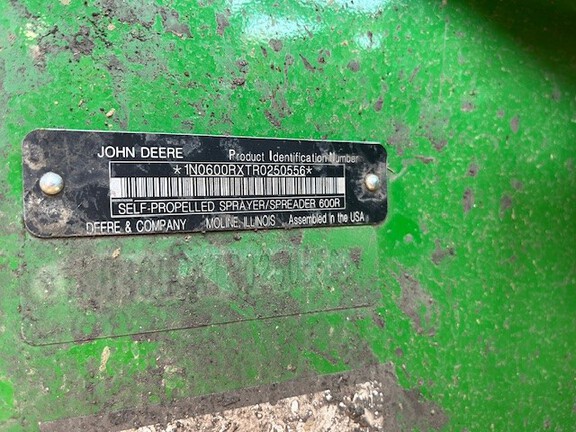 JOHN DEERE Product Identification Number
*1N0600RXTR0250556*
SELF-PROPELLED SPRAYER/SPREADER 600R
DEERE & COMPANY MOLINE, ILLINOIS Assembled in the USA